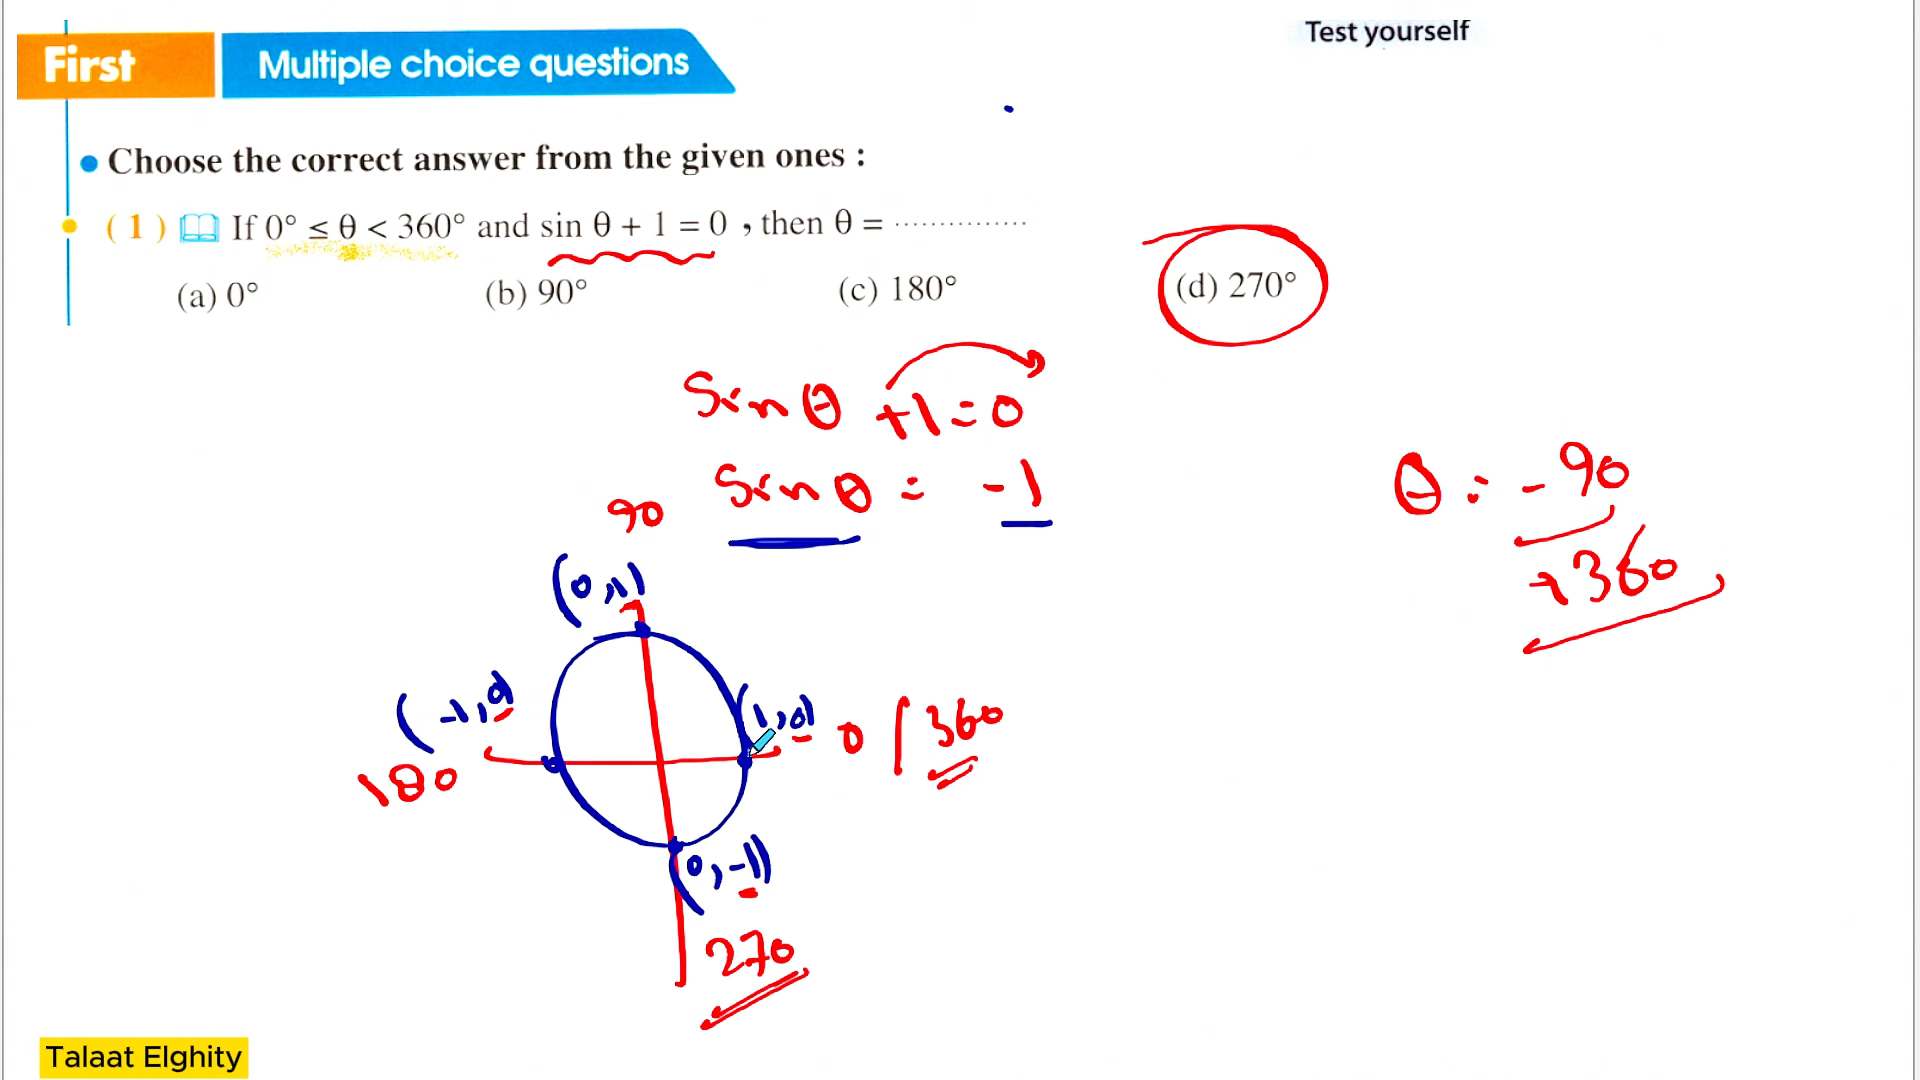 Test yourself
First
Multiple choice questions
• Choose the correct answer from the given ones :
( 1 ) If 0° ≤ θ < 360° and sin θ + 1 = 0 , then θ = ...............
(a) 0° (b) 90° (c) 180° (d) 270°
Sin θ +1 = 0
Sin θ = -1
θ = -90
+360
90
(0,1)
(-1,0)
(1,0)
180
0 / 360
(0,-1)
270
Talaat Elghity